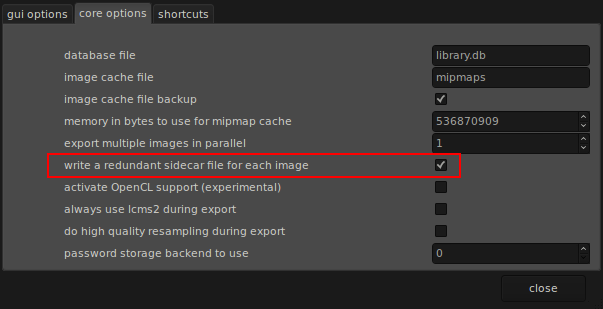 gui options core options shortcuts
database file library.db
image cache file mipmaps
image cache file backup
memory in bytes to use for mipmap cache 536870909
export multiple images in parallel 1
write a redundant sidecar file for each image
activate OpenCL support (experimental)
always use lcms2 during export
do high quality resampling during export
password storage backend to use 0
close